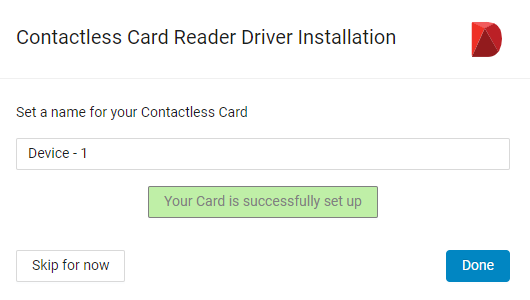 Contactless Card Reader Driver Installation
Set a name for your Contactless Card
Device - 1
Your Card is successfully set up
Skip for now
Done